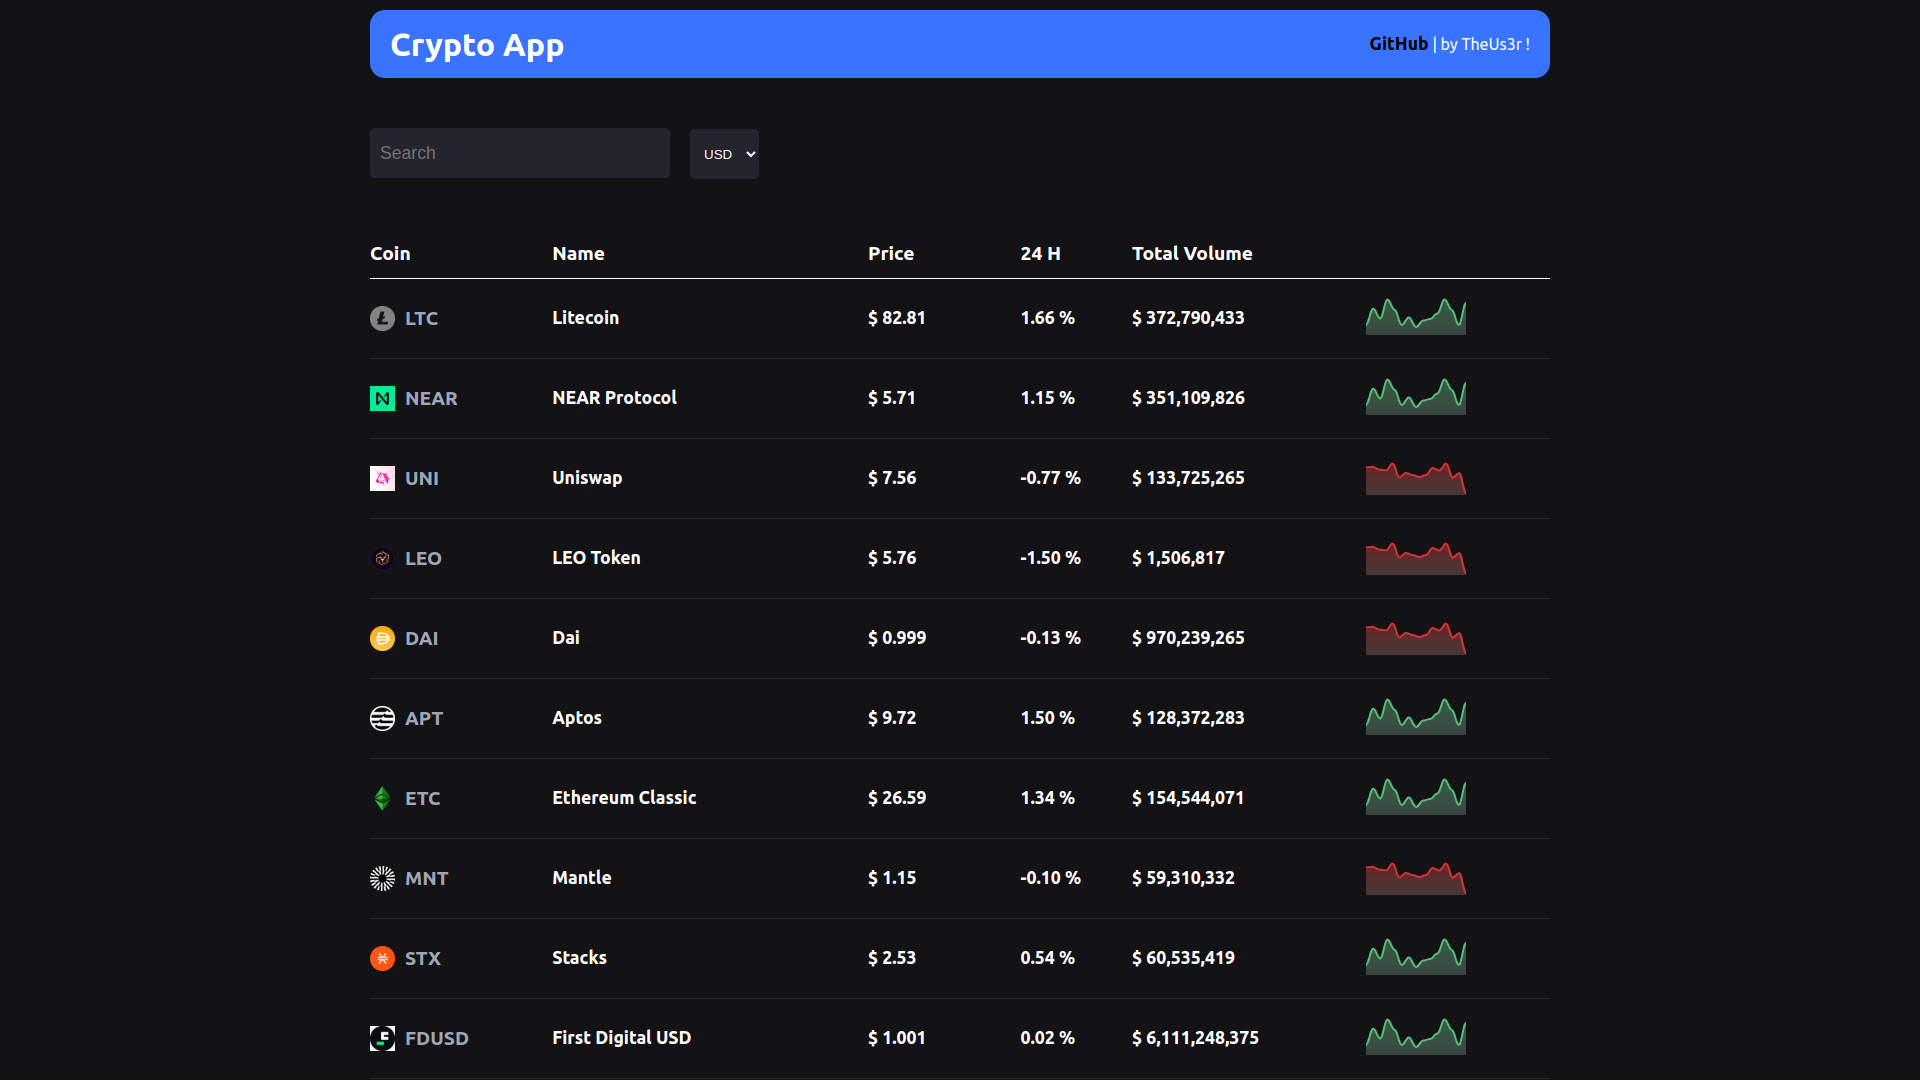 Crypto App
GitHub | by TheUs3r !
Search
USD
Coin Name Price 24 H Total Volume
LTC Litecoin $ 82.81 1.66 % $ 372,790,433
NEAR NEAR Protocol $ 5.71 1.15 % $ 351,109,826
UNI Uniswap $ 7.56 -0.77 % $ 133,725,265
LEO LEO Token $ 5.76 -1.50 % $ 1,506,817
DAI Dai $ 0.999 -0.13 % $ 970,239,265
APT Aptos $ 9.72 1.50 % $ 128,372,283
ETC Ethereum Classic $ 26.59 1.34 % $ 154,544,071
MNT Mantle $ 1.15 -0.10 % $ 59,310,332
STX Stacks $ 2.53 0.54 % $ 60,535,419
FDUSD First Digital USD $ 1.001 0.02 % $ 6,111,248,375